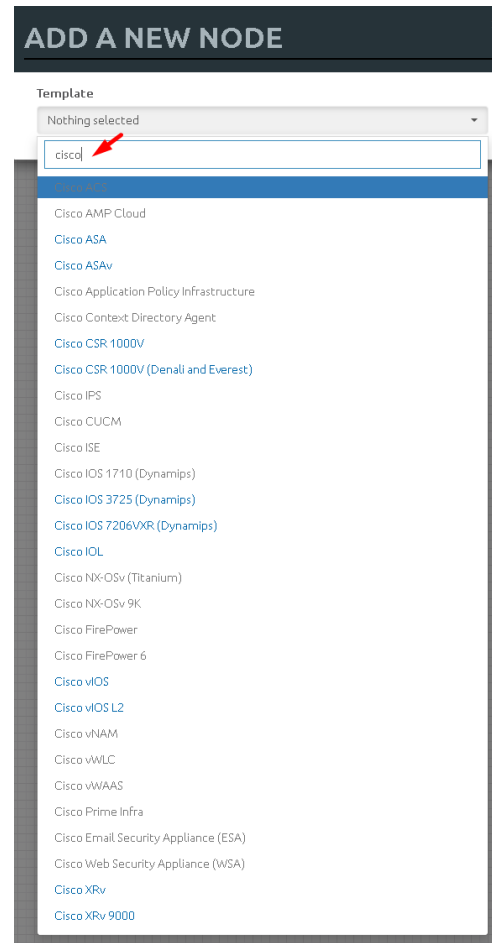 ADD A NEW NODE
Template
Nothing selected
cisco
Cisco ACS
Cisco AMP Cloud
Cisco ASA
Cisco ASAv
Cisco Application Policy Infrastructure
Cisco Context Directory Agent
Cisco CSR 1000V
Cisco CSR 1000V (Denali and Everest)
Cisco IPS
Cisco CUCM
Cisco ISE
Cisco IOS 1710 (Dynamips)
Cisco IOS 3725 (Dynamips)
Cisco IOS 7206VXR (Dynamips)
Cisco IOL
Cisco NX-OSv (Titanium)
Cisco NX-OSv 9K
Cisco FirePower
Cisco FirePower 6
Cisco vIOS
Cisco vIOS L2
Cisco vNAM
Cisco vWLC
Cisco vWAAS
Cisco Prime Infra
Cisco Email Security Appliance (ESA)
Cisco Web Security Appliance (WSA)
Cisco XRv
Cisco XRv 9000